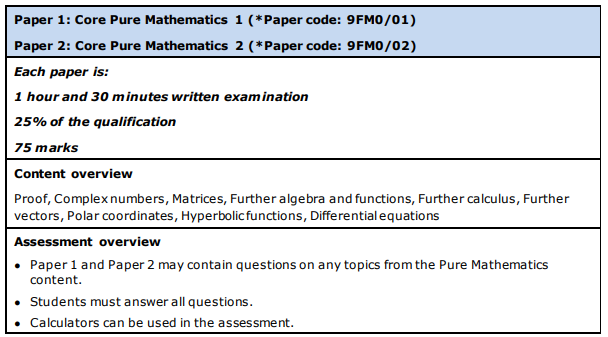 Paper 1: Core Pure Mathematics 1 (*Paper code: 9FM0/01)
Paper 2: Core Pure Mathematics 2 (*Paper code: 9FM0/02)
Each paper is:
1 hour and 30 minutes written examination
25% of the qualification
75 marks
Content overview
Proof, Complex numbers, Matrices, Further algebra and functions, Further calculus, Further
vectors, Polar coordinates, Hyperbolic functions, Differential equations
Assessment overview
• Paper 1 and Paper 2 may contain questions on any topics from the Pure Mathematics
content.
• Students must answer all questions.
• Calculators can be used in the assessment.